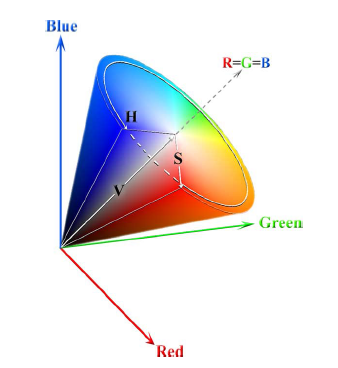 Blue
R=G=B
H
S
V
Green
Red